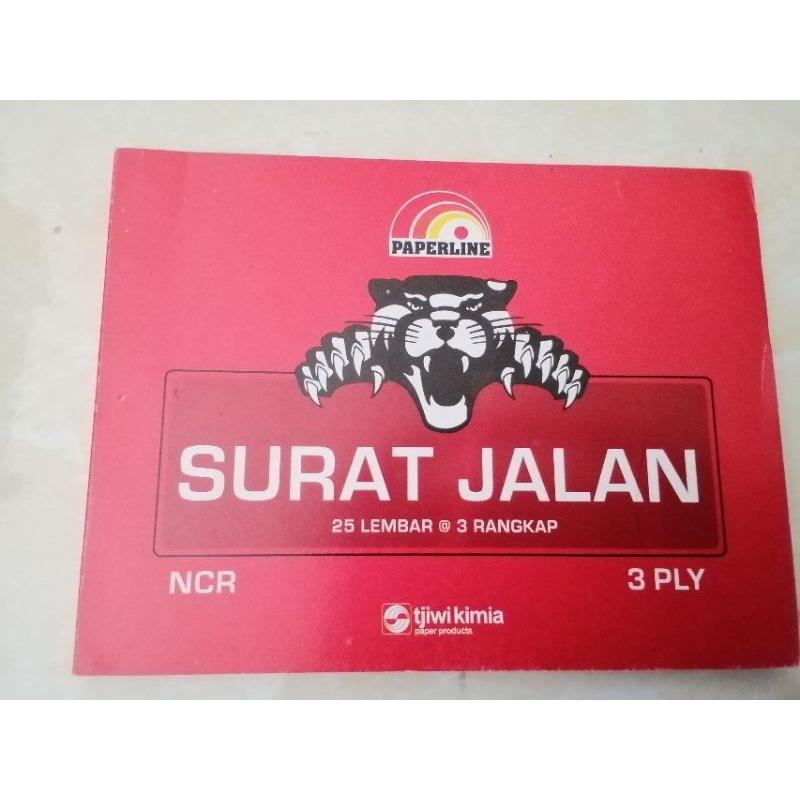 PAPERLINE
SURAT JALAN
25 LEMBAR @ 3 RANGKAP
NCR
3 PLY
tjiwi kimia
paper products